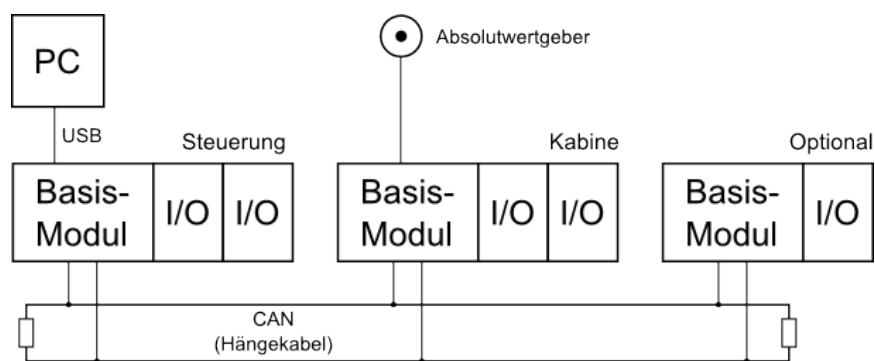 PC
Absolutwertgeber
USB
Steuerung
Kabine
Optional
Basis-
Modul
I/O
I/O
Basis-
Modul
I/O
I/O
Basis-
Modul
I/O
CAN
(Hängekabel)